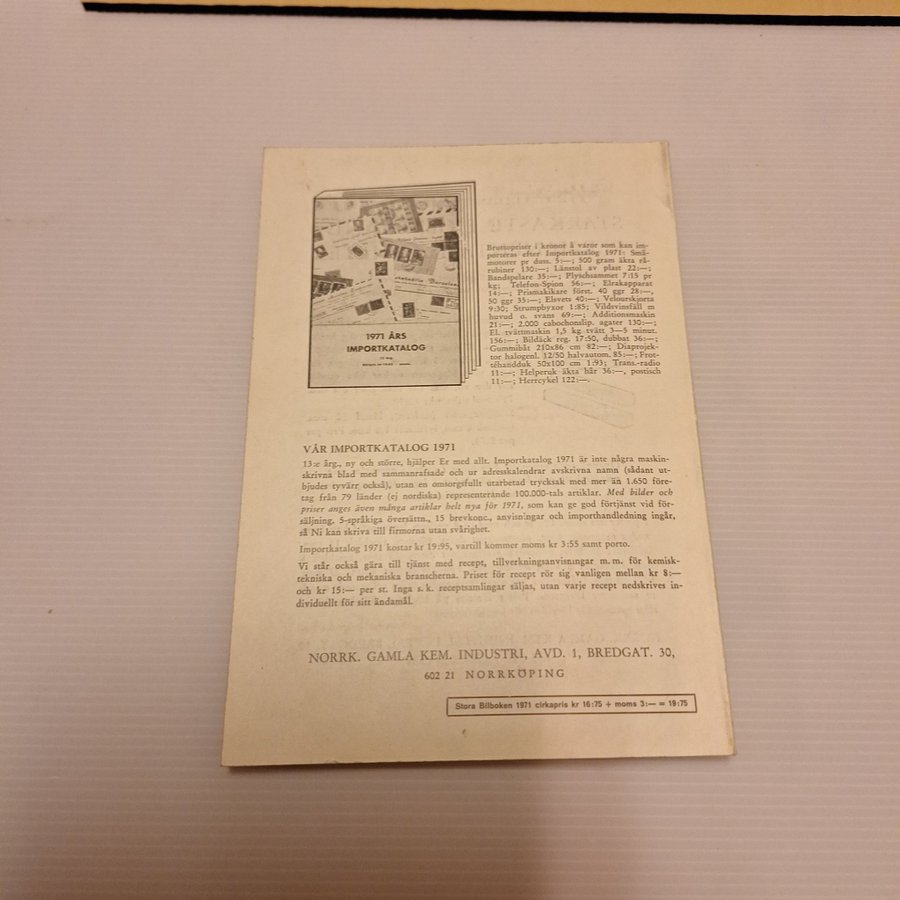 1971 ÅRS
IMPORTKATALOG
Bruttopriser i kronor å varor som kan im-
porteras efter Importkatalog 1971: Små-
motorer pr duss. 5:—; 500 gram äkta rå-
rubiner 130:—; Länstol av plast 22:—;
Bandspelare 35:—; Plyschsammet 7:15 pr
kg; Telefon-Spion 56:—; Elrakapparat
14:—; Prismakikare först. 40 ggr 28:—,
50 ggr 35:—; Elsvets 40:—; Velourskjorta
9:30; Strumpbyxor 1:85; Vildsvinsfäll m
huvud o. svans 69:—; Additionsmaskin
21:—; 2.000 cabochonslip. agater 130:—;
El. tvättmaskin 1,5 kg tvätt 3—5 minut.
156:—; Bildäck reg. 17:50, dubbat 36:—;
Gummibåt 210x86 cm 82:—; Diaprojek-
tor halogenl. 12/50 halvautom. 85:—; Frot-
téhandduk 50x100 cm 1:93; Trans.-radio
11:—; Helperuk äkta hår 36:—, postisch
11:—; Herrcykel 122:—.
VÅR IMPORTKATALOG 1971
13:e årg., ny och större, hjälper Er med allt. Importkatalog 1971 är inte några maskin-
skrivna blad med sammanrafsade och ur adresskalendrar avskrivna namn (sådant ut-
bjudes tyvärr också), utan en omsorgsfullt utarbetad trycksak med mer än 1.650 före-
tag från 79 länder (ej nordiska) representerande 100.000-tals artiklar. Med bilder och
priser anges även många artiklar helt nya för 1971, som kan ge god förtjänst vid för-
säljning. 5-språkiga översättn., 15 brevkonc., anvisningar och importhandledning ingår,
så Ni kan skriva till firmorna utan svårighet.
Importkatalog 1971 kostar kr 19:95, vartill kommer moms kr 3:55 samt porto.
Vi står också gärna till tjänst med recept, tillverkningsanvisningar m. m. för kemisk-
tekniska och mekaniska branscherna. Priset för recept rör sig vanligen mellan kr 8:—
och kr 15:— per st. Inga s. k. receptsamlingar säljas, utan varje recept nedskrives in-
dividuellt för sitt ändamål.
NORRK. GAMLA KEM. INDUSTRI, AVD. 1, BREDGAT. 30,
602 21 NORRKÖPING
Stora Bilboken 1971 cirkapris kr 16:75 + moms 3:— = 19:75